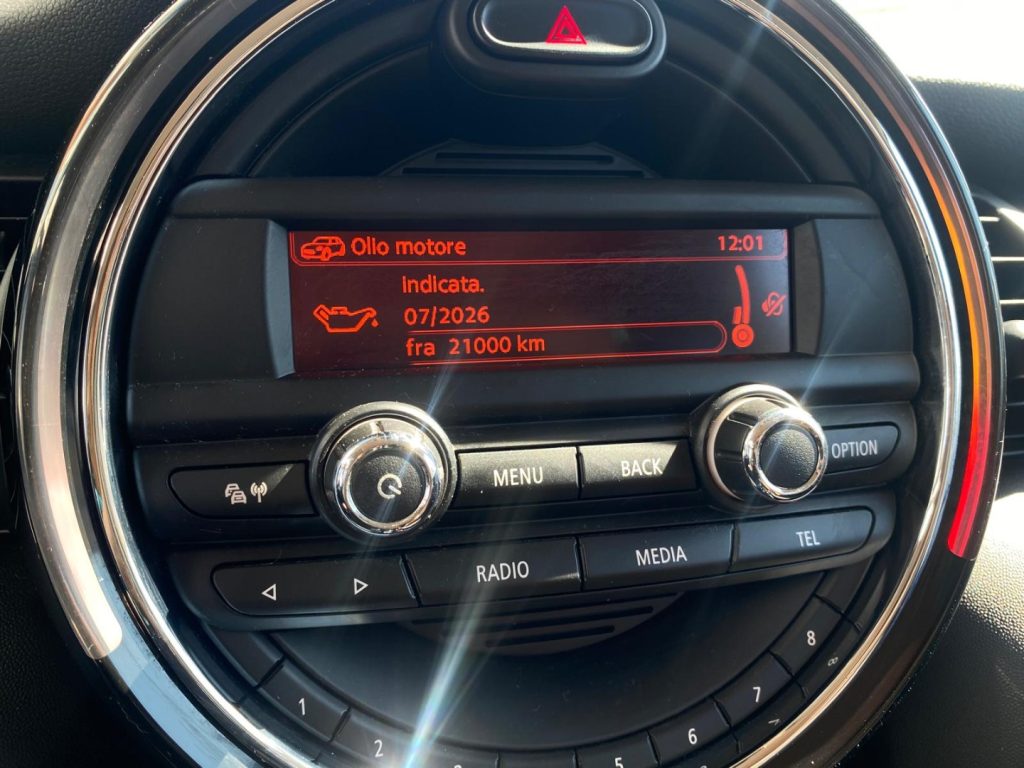 Olio motore 12:01
indicata.
07/2026
fra 21000 km
MENU BACK OPTION
RADIO MEDIA TEL
1 2 5 6 7 8